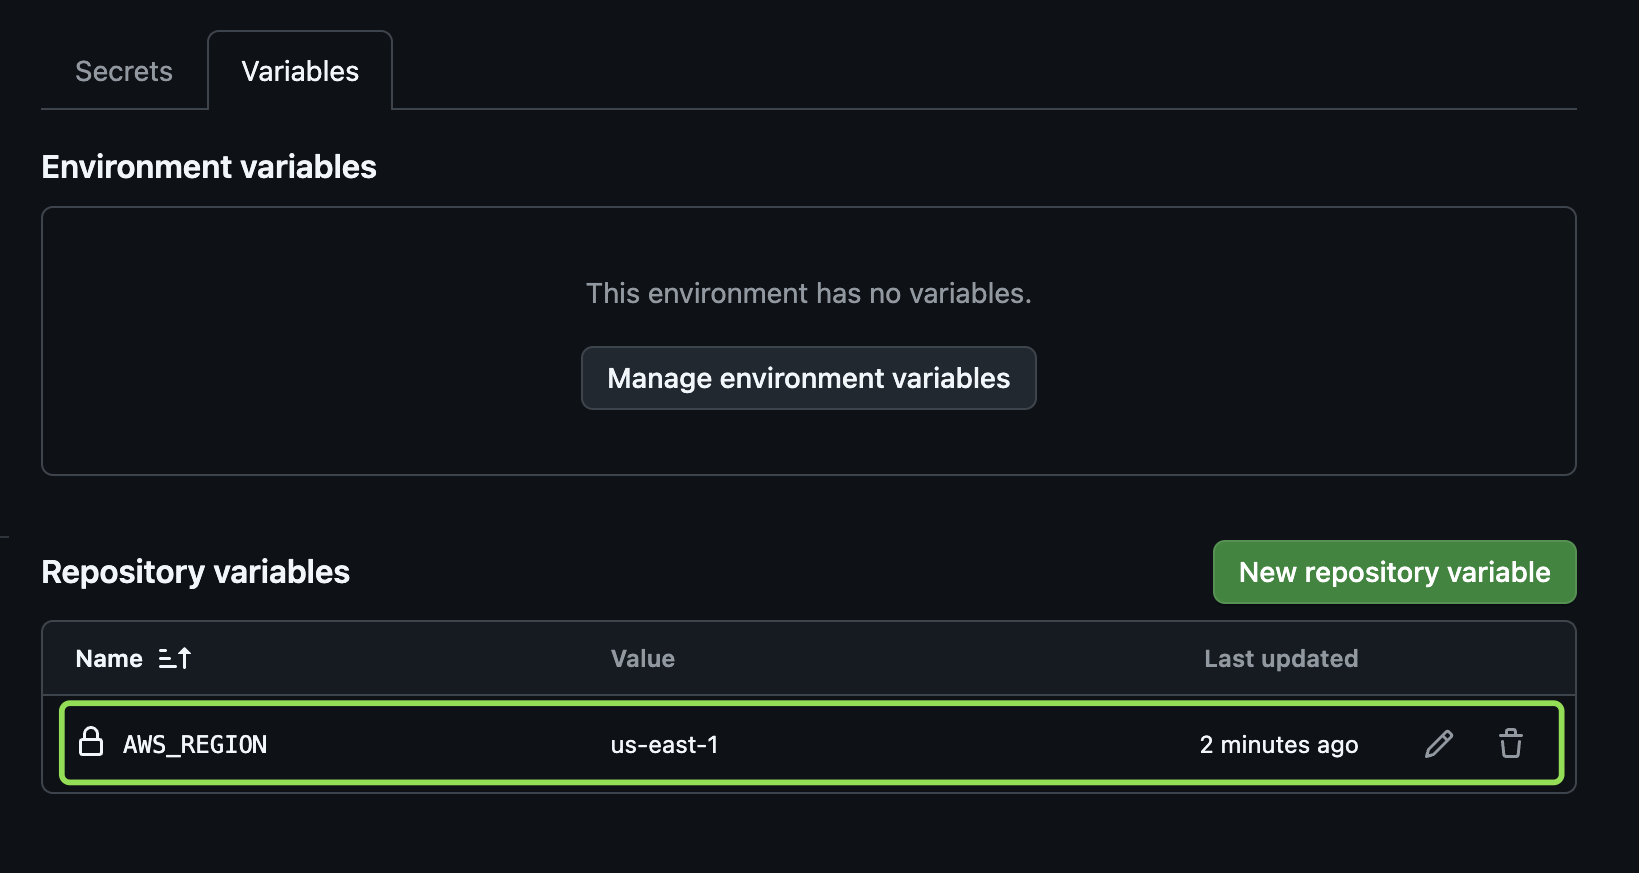 Secrets
Variables
Environment variables
This environment has no variables.
Manage environment variables
Repository variables
New repository variable
Name Value Last updated
AWS_REGION us-east-1 2 minutes ago